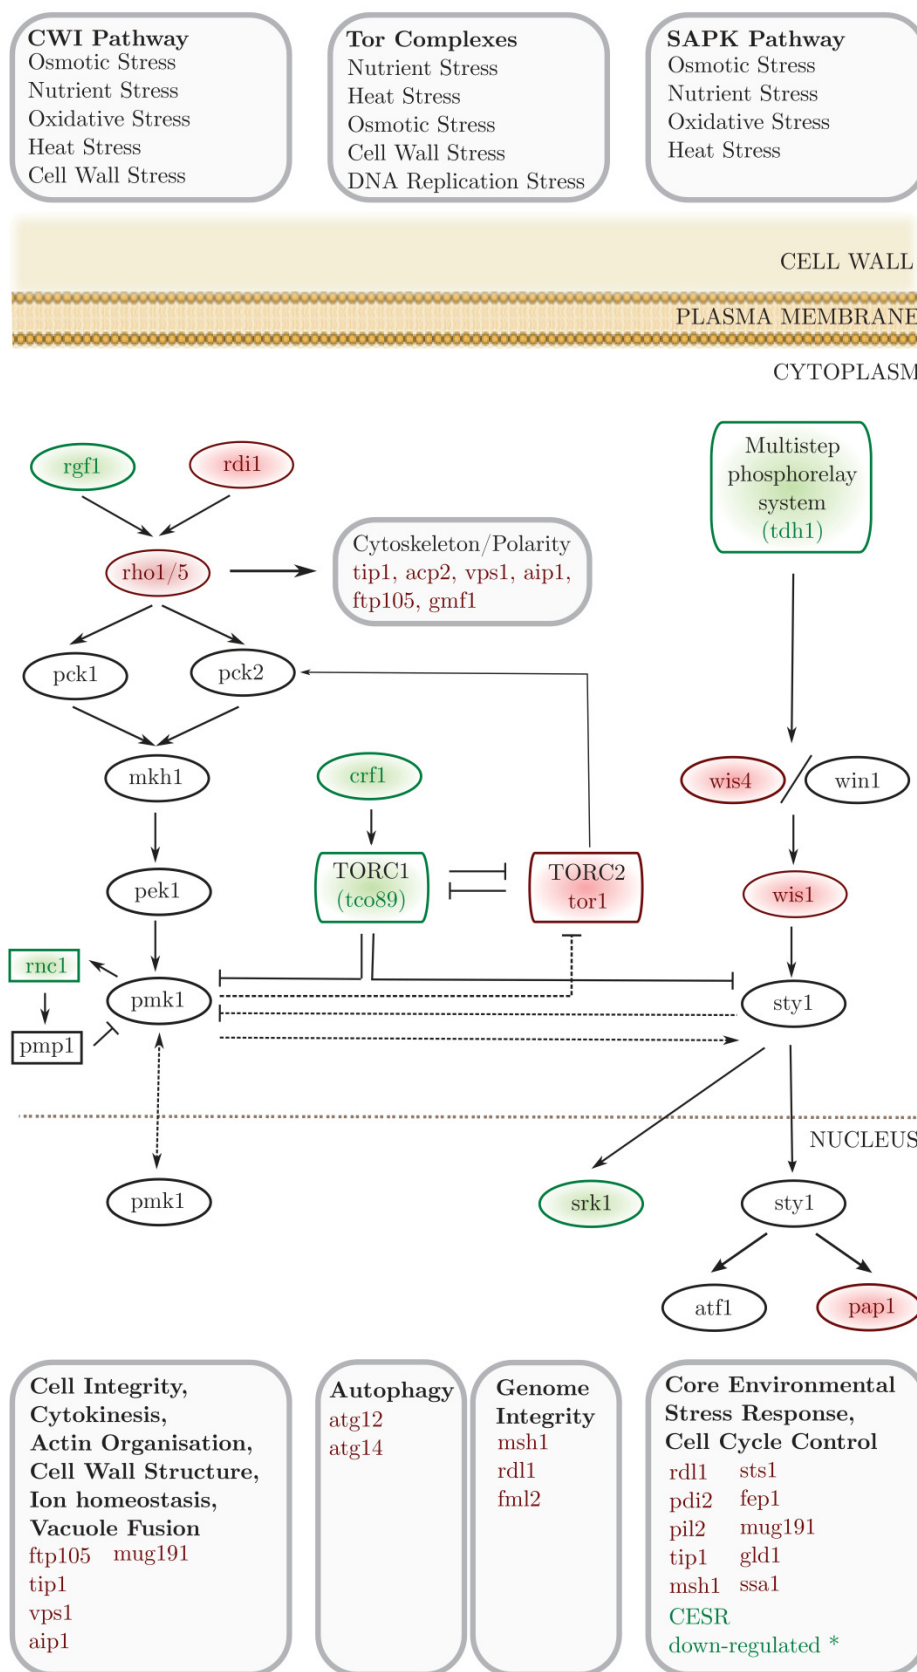 CWI Pathway
Osmotic Stress
Nutrient Stress
Oxidative Stress
Heat Stress
Cell Wall Stress
Tor Complexes
Nutrient Stress
Heat Stress
Osmotic Stress
Cell Wall Stress
DNA Replication Stress
SAPK Pathway
Osmotic Stress
Nutrient Stress
Oxidative Stress
Heat Stress
CELL WALL
PLASMA MEMBRANE
CYTOPLASM
rgf1
rdi1
rho1/5
Cytoskeleton/Polarity
tip1, acp2, vps1, aip1,
ftp105, gmf1
Multistep
phosphorelay
system
(tdh1)
pck1
pck2
mkh1
crf1
wis4
win1
pek1
TORC1
(tco89)
TORC2
tor1
wis1
rnc1
pmk1
sty1
pmp1
NUCLEUS
pmk1
srk1
sty1
atf1
pap1
Cell Integrity,
Cytokinesis,
Actin Organisation,
Cell Wall Structure,
Ion homeostasis,
Vacuole Fusion
ftp105 mug191
tip1
vps1
aip1
Autophagy
atg12
atg14
Genome
Integrity
msh1
rdl1
fml2
Core Environmental
Stress Response,
Cell Cycle Control
rdl1 sts1
pdi2 fep1
pil2 mug191
tip1 gld1
msh1 ssa1
CESR
down-regulated *